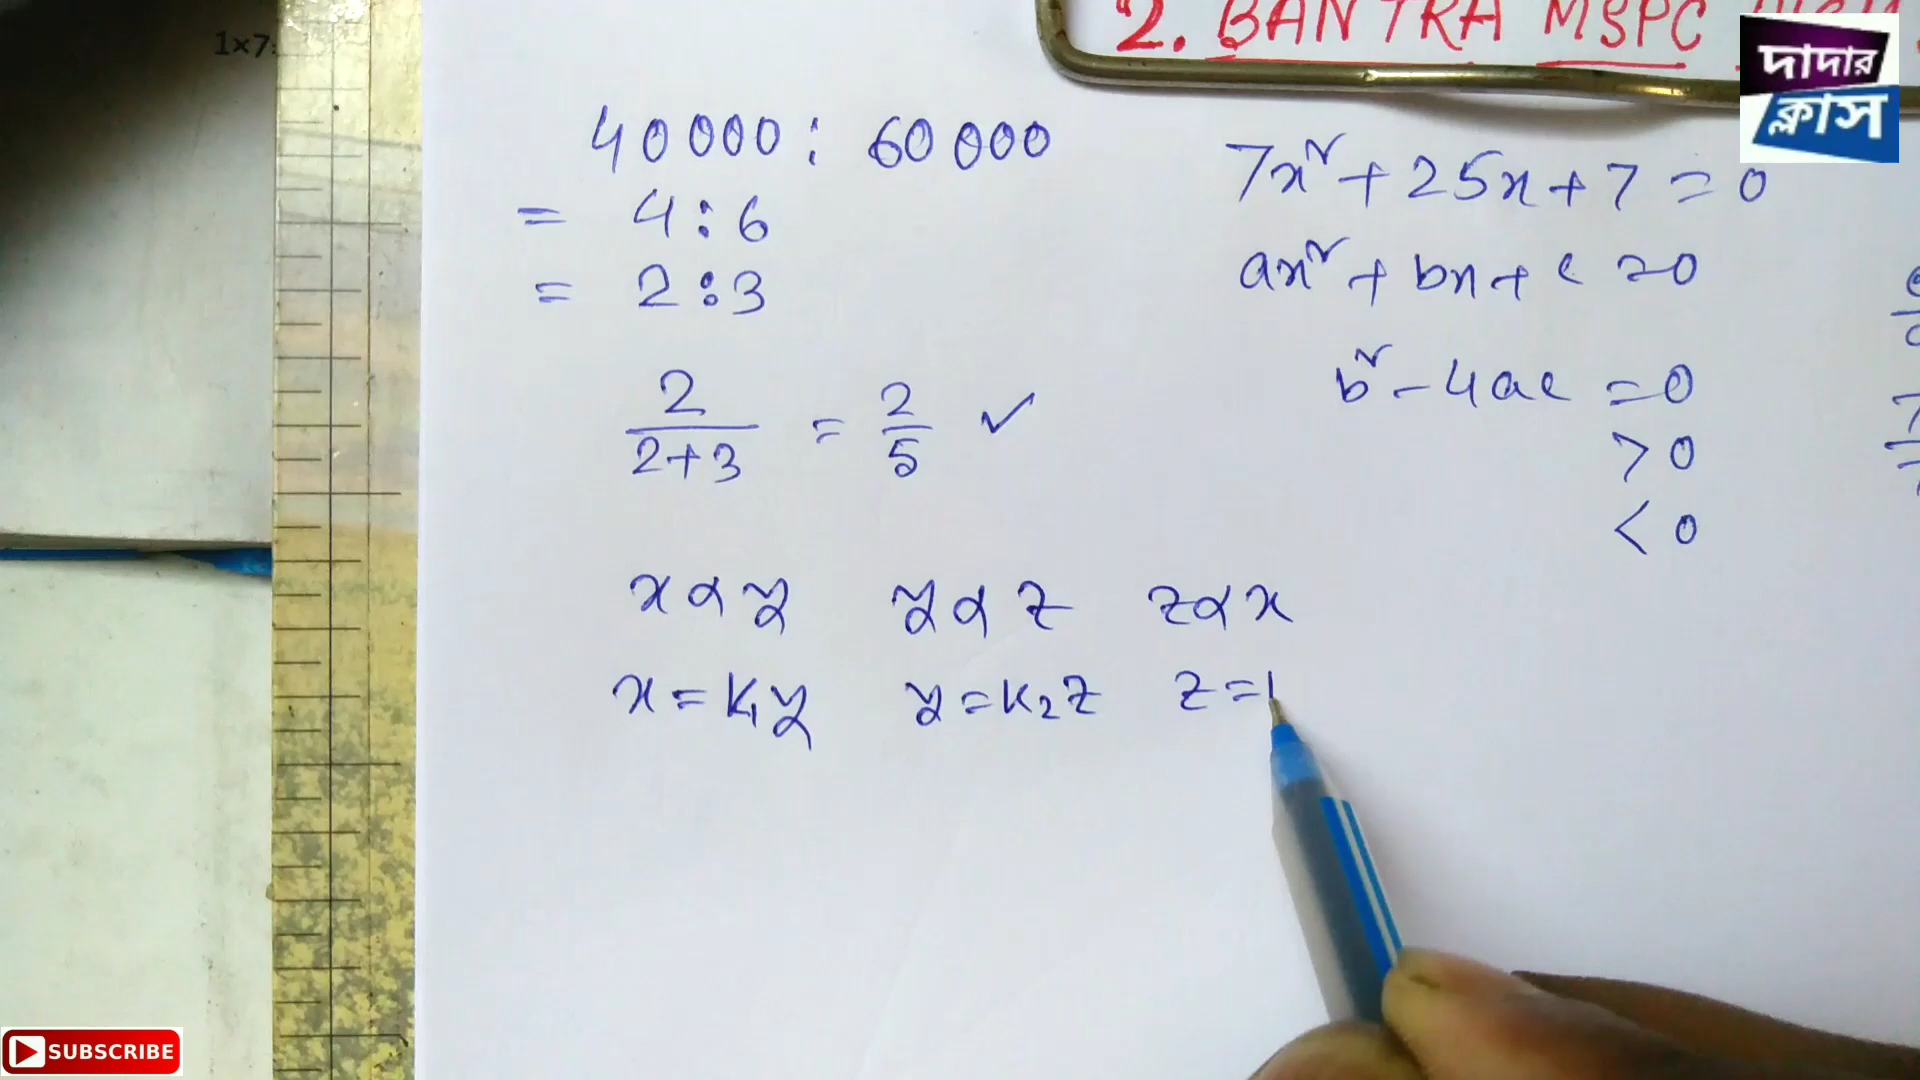 2. BANTRA MSPC
দাদার
ক্লাস
1×7
40000 : 60000
= 4 : 6
= 2 : 3
2/(2+3) = 2/5 ✓
7x² + 25x + 7 = 0
ax² + bx + c = 0
b² - 4ac = 0
> 0
< 0
x ∝ y y ∝ z z ∝ x
x = k₁y y = k₂z z =
SUBSCRIBE